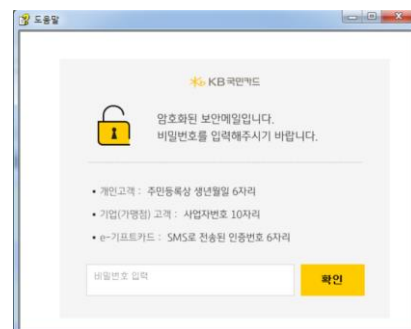 도움말
KB 국민카드
암호화된 보안메일입니다.
비밀번호를 입력해주시기 바랍니다.
• 개인고객 : 주민등록상 생년월일 6자리
• 기업(가맹점) 고객 : 사업자번호 10자리
• e-기프트카드 : SMS로 전송된 인증번호 6자리
비밀번호 입력
확인